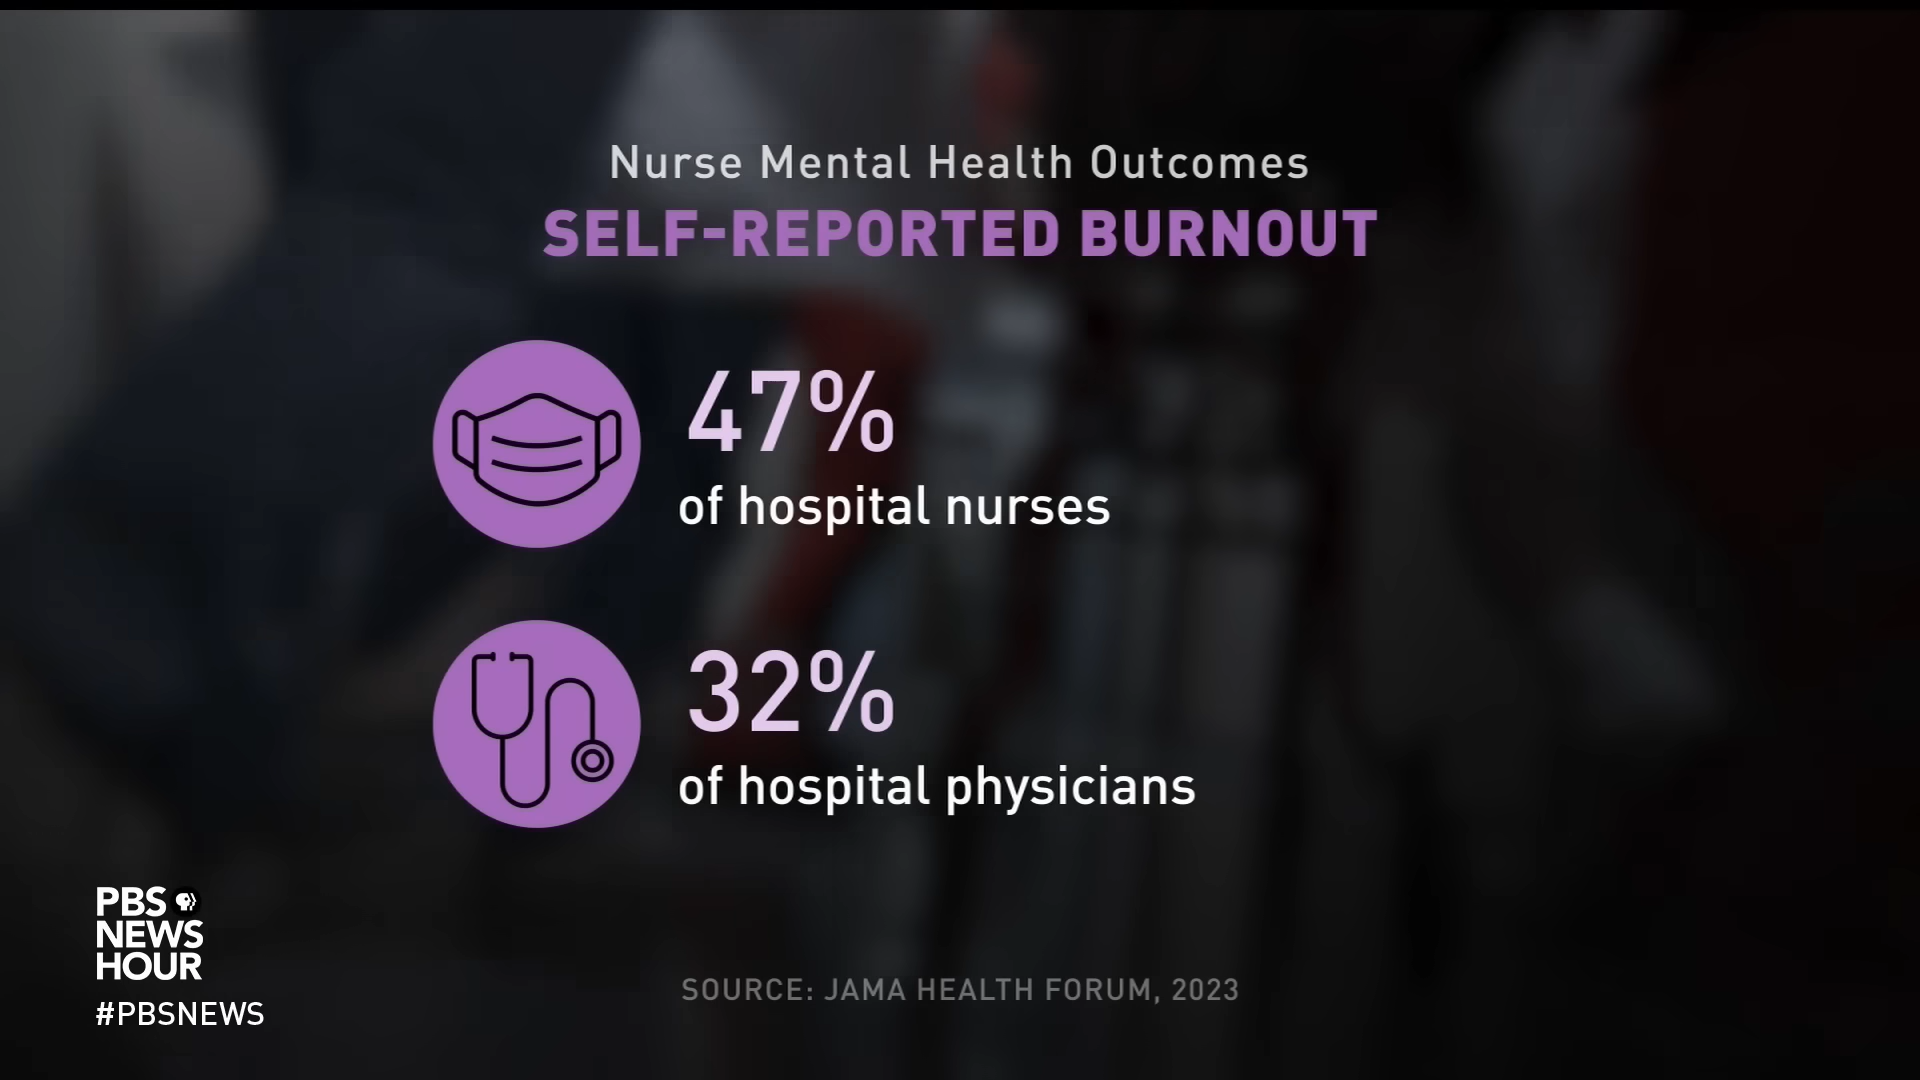 Nurse Mental Health Outcomes
SELF-REPORTED BURNOUT
47%
of hospital nurses
32%
of hospital physicians
PBS
NEWS
HOUR
#PBSNEWS
SOURCE: JAMA HEALTH FORUM, 2023